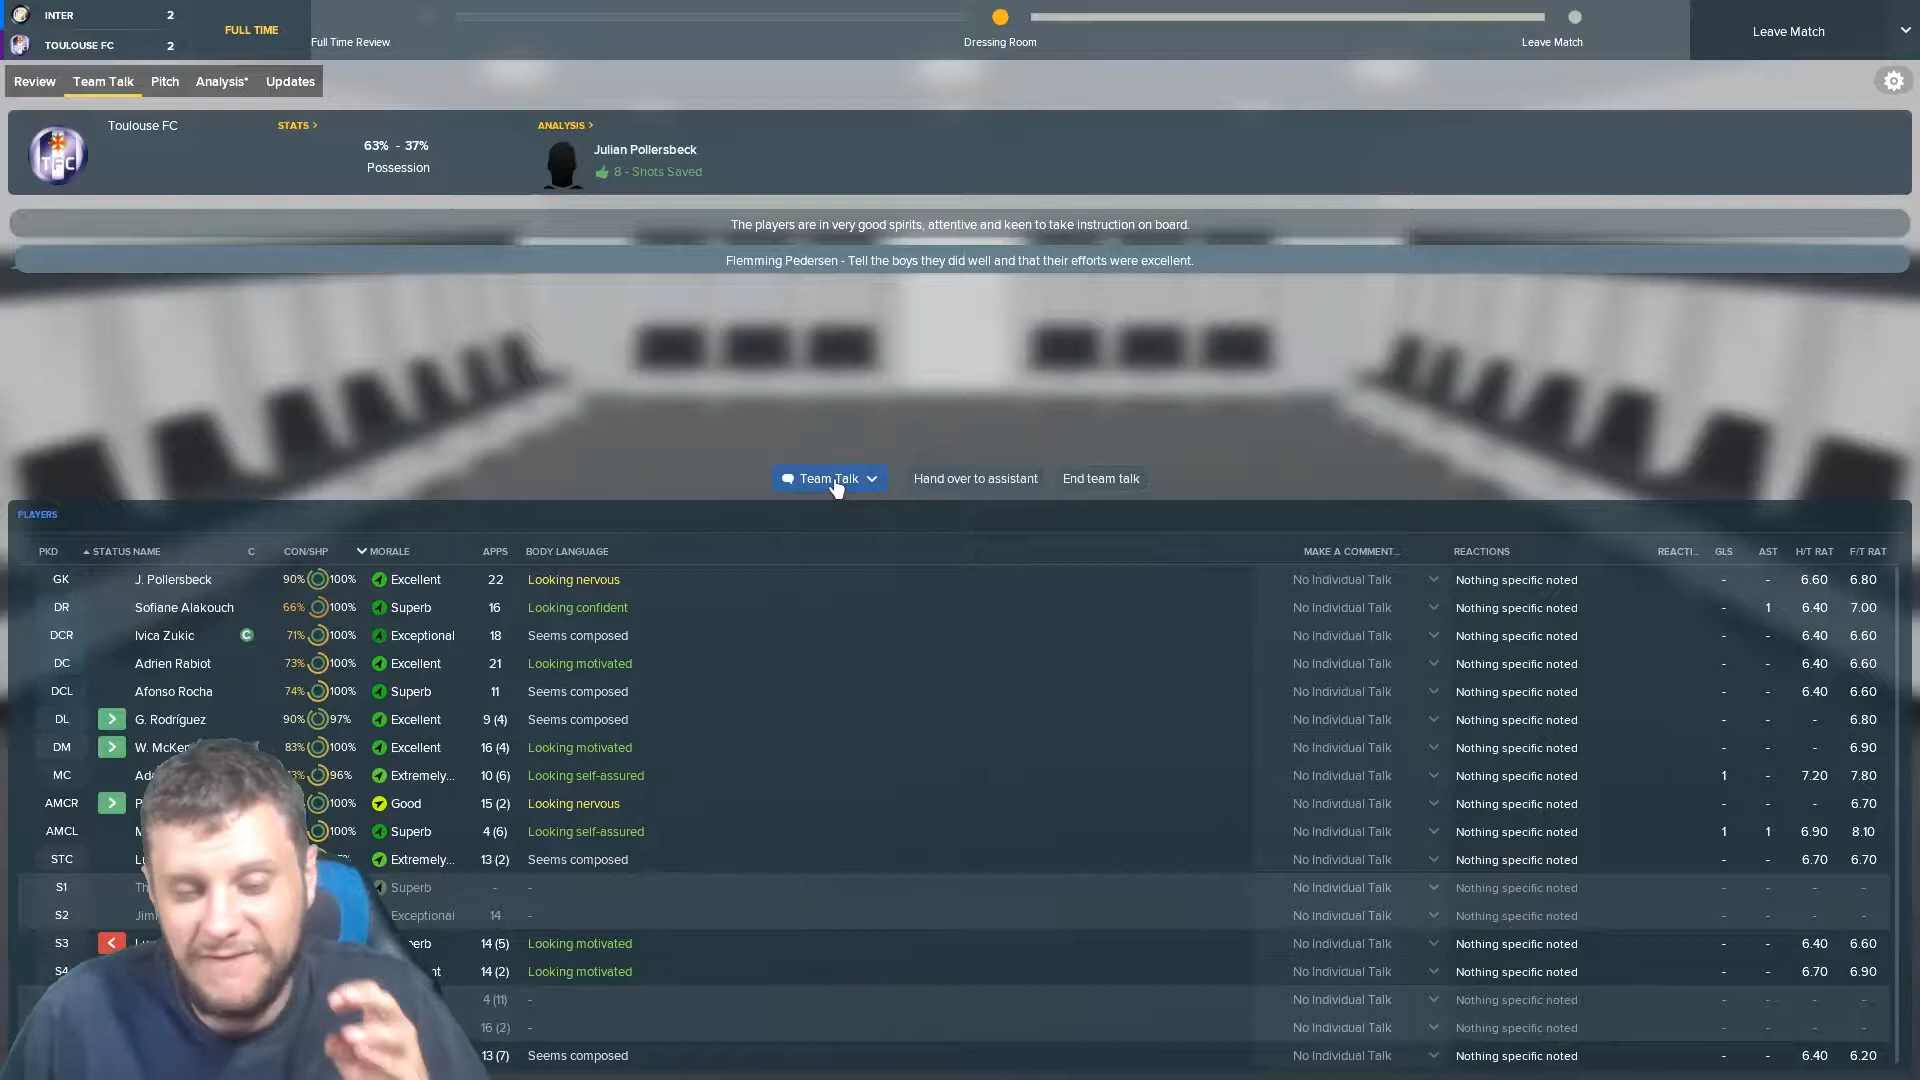 INTER 2
TOULOUSE FC 2
FULL TIME
Full Time Review
Dressing Room
Leave Match
Leave Match
Review Team Talk Pitch Analysis* Updates
Toulouse FC
TFC
STATS >
63% - 37%
Possession
ANALYSIS >
Julian Pollersbeck
8 - Shots Saved
The players are in very good spirits, attentive and keen to take instruction on board.
Flemming Pedersen - Tell the boys they did well and that their efforts were excellent.
Team Talk Hand over to assistant End team talk
PLAYERS
PKD STATUS NAME C CON/SHP MORALE APPS BODY LANGUAGE MAKE A COMMENT... REACTIONS REACTI... GLS AST H/T RAT F/T RAT
GK J. Pollersbeck 90% 100% Excellent 22 Looking nervous No Individual Talk Nothing specific noted - - 6.60 6.80
DR Sofiane Alakouch 66% 100% Superb 16 Looking confident No Individual Talk Nothing specific noted - 1 6.40 7.00
DCR Ivica Zukic C 71% 100% Exceptional 18 Seems composed No Individual Talk Nothing specific noted - - 6.40 6.60
DC Adrien Rabiot 73% 100% Excellent 21 Looking motivated No Individual Talk Nothing specific noted - - 6.40 6.60
DCL Afonso Rocha 74% 100% Superb 11 Seems composed No Individual Talk Nothing specific noted - - 6.40 6.60
DL G. Rodríguez 90% 97% Excellent 9 (4) Seems composed No Individual Talk Nothing specific noted - - - 6.80
DM W. McKen 83% 100% Excellent 16 (4) Looking motivated No Individual Talk Nothing specific noted - - - 6.90
MC Ada 3% 96% Extremely... 10 (6) Looking self-assured No Individual Talk Nothing specific noted 1 - 7.20 7.80
AMCR P 100% Good 15 (2) Looking nervous No Individual Talk Nothing specific noted - - - 6.70
AMCL M 100% Superb 4 (6) Looking self-assured No Individual Talk Nothing specific noted 1 1 6.90 8.10
STC Lu Extremely... 13 (2) Seems composed No Individual Talk Nothing specific noted - - 6.70 6.70
S1 Th Superb - - No Individual Talk Nothing specific noted - - - -
S2 Jim Exceptional 14 - No Individual Talk Nothing specific noted - - - -
S3 erb 14 (5) Looking motivated No Individual Talk Nothing specific noted - - 6.40 6.60
S4 nt 14 (2) Looking motivated No Individual Talk Nothing specific noted - - 6.70 6.90
4 (11) - No Individual Talk Nothing specific noted - - - -
16 (2) - No Individual Talk Nothing specific noted - - - -
13 (7) Seems composed No Individual Talk Nothing specific noted - - 6.40 6.20